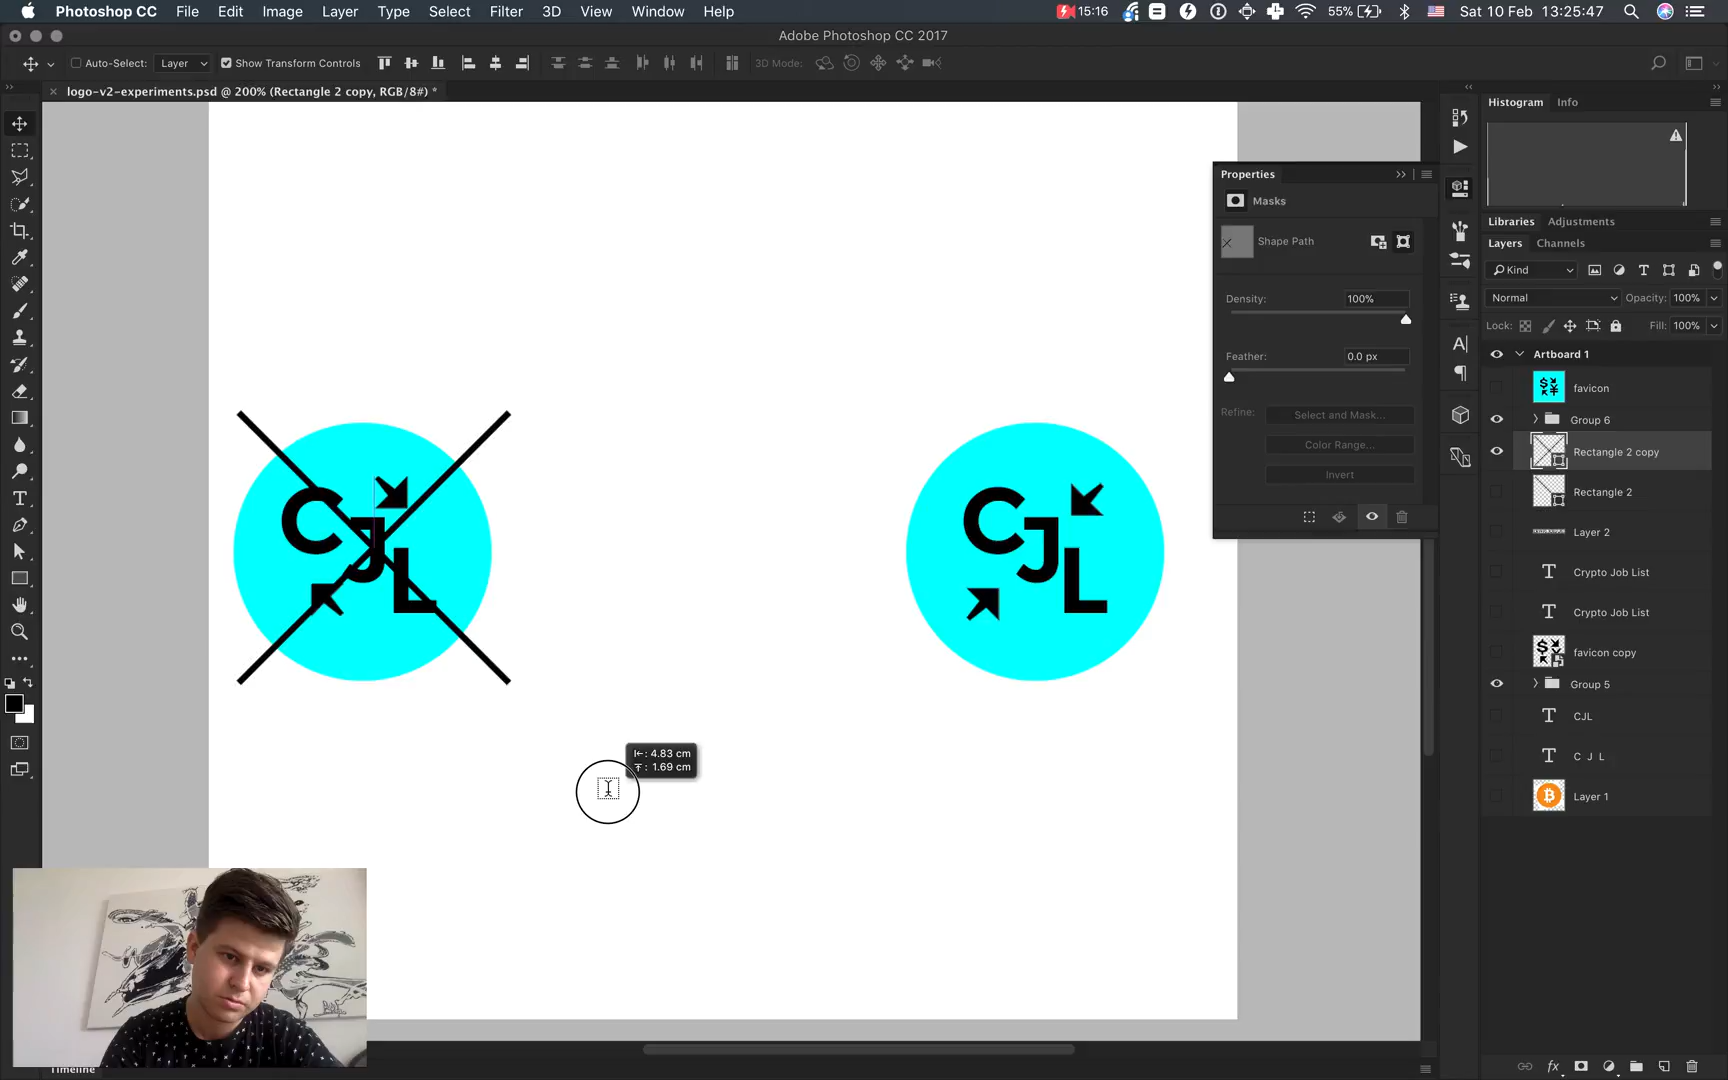 Photoshop CC File Edit Image Layer Type Select Filter 3D View Window Help 15:16 55% Sat 10 Feb 13:25:47
Adobe Photoshop CC 2017
Auto-Select: Layer Show Transform Controls 3D Mode:
logo-v2-experiments.psd @ 200% (Rectangle 2 copy, RGB/8#) *
CJL
CJL
4.83 cm
1.69 cm
Properties
Masks
Shape Path
Density: 100%
Feather: 0.0 px
Refine: Select and Mask...
Color Range...
Invert
Histogram Info
Libraries Adjustments
Layers Channels
Kind
Normal Opacity: 100%
Lock: Fill: 100%
Artboard 1
favicon
Group 6
Rectangle 2 copy
Rectangle 2
Layer 2
Crypto Job List
Crypto Job List
favicon copy
Group 5
CJL
C J L
Layer 1
Timeline